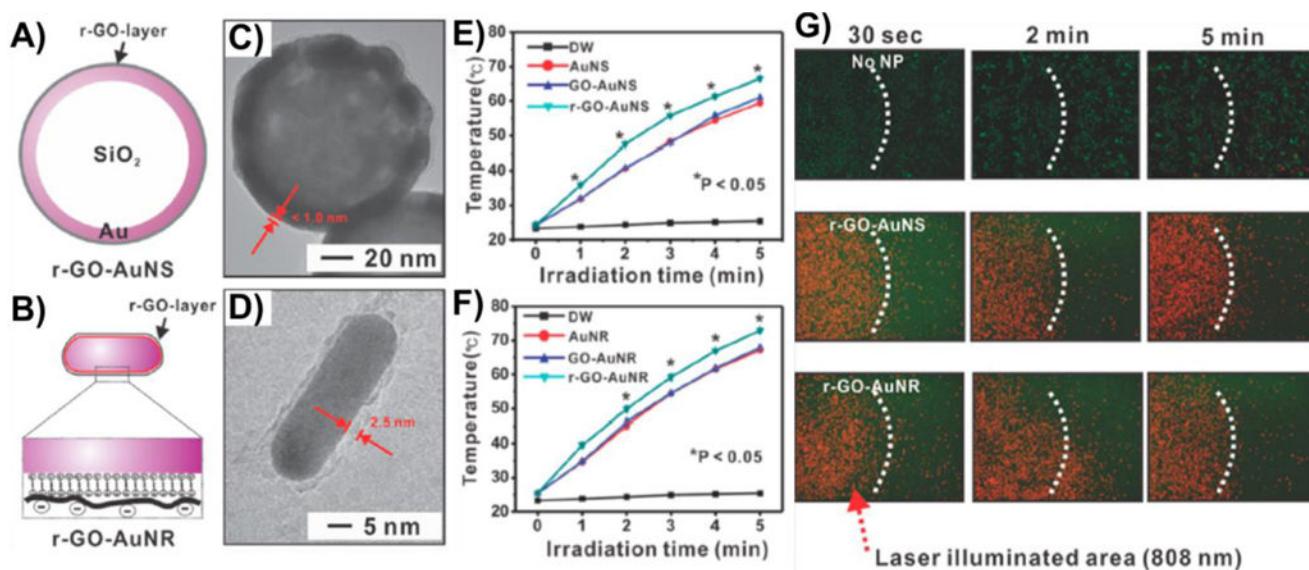 A)
r-GO-layer
SiO₂
Au
r-GO-AuNS
B)
r-GO-layer
r-GO-AuNR
C)
< 1.0 nm
20 nm
D)
2.5 nm
5 nm
E)
Temperature(℃)
80
70
60
50
40
30
20
DW
AuNS
GO-AuNS
r-GO-AuNS
* * * * *
*P < 0.05
0 1 2 3 4 5
Irradiation time (min)
F)
Temperature(℃)
80
70
60
50
40
30
20
DW
AuNR
GO-AuNR
r-GO-AuNR
* * * *
*P < 0.05
0 1 2 3 4 5
Irradiation time (min)
G)
30 sec 2 min 5 min
No NP
r-GO-AuNS
r-GO-AuNR
Laser illuminated area (808 nm)